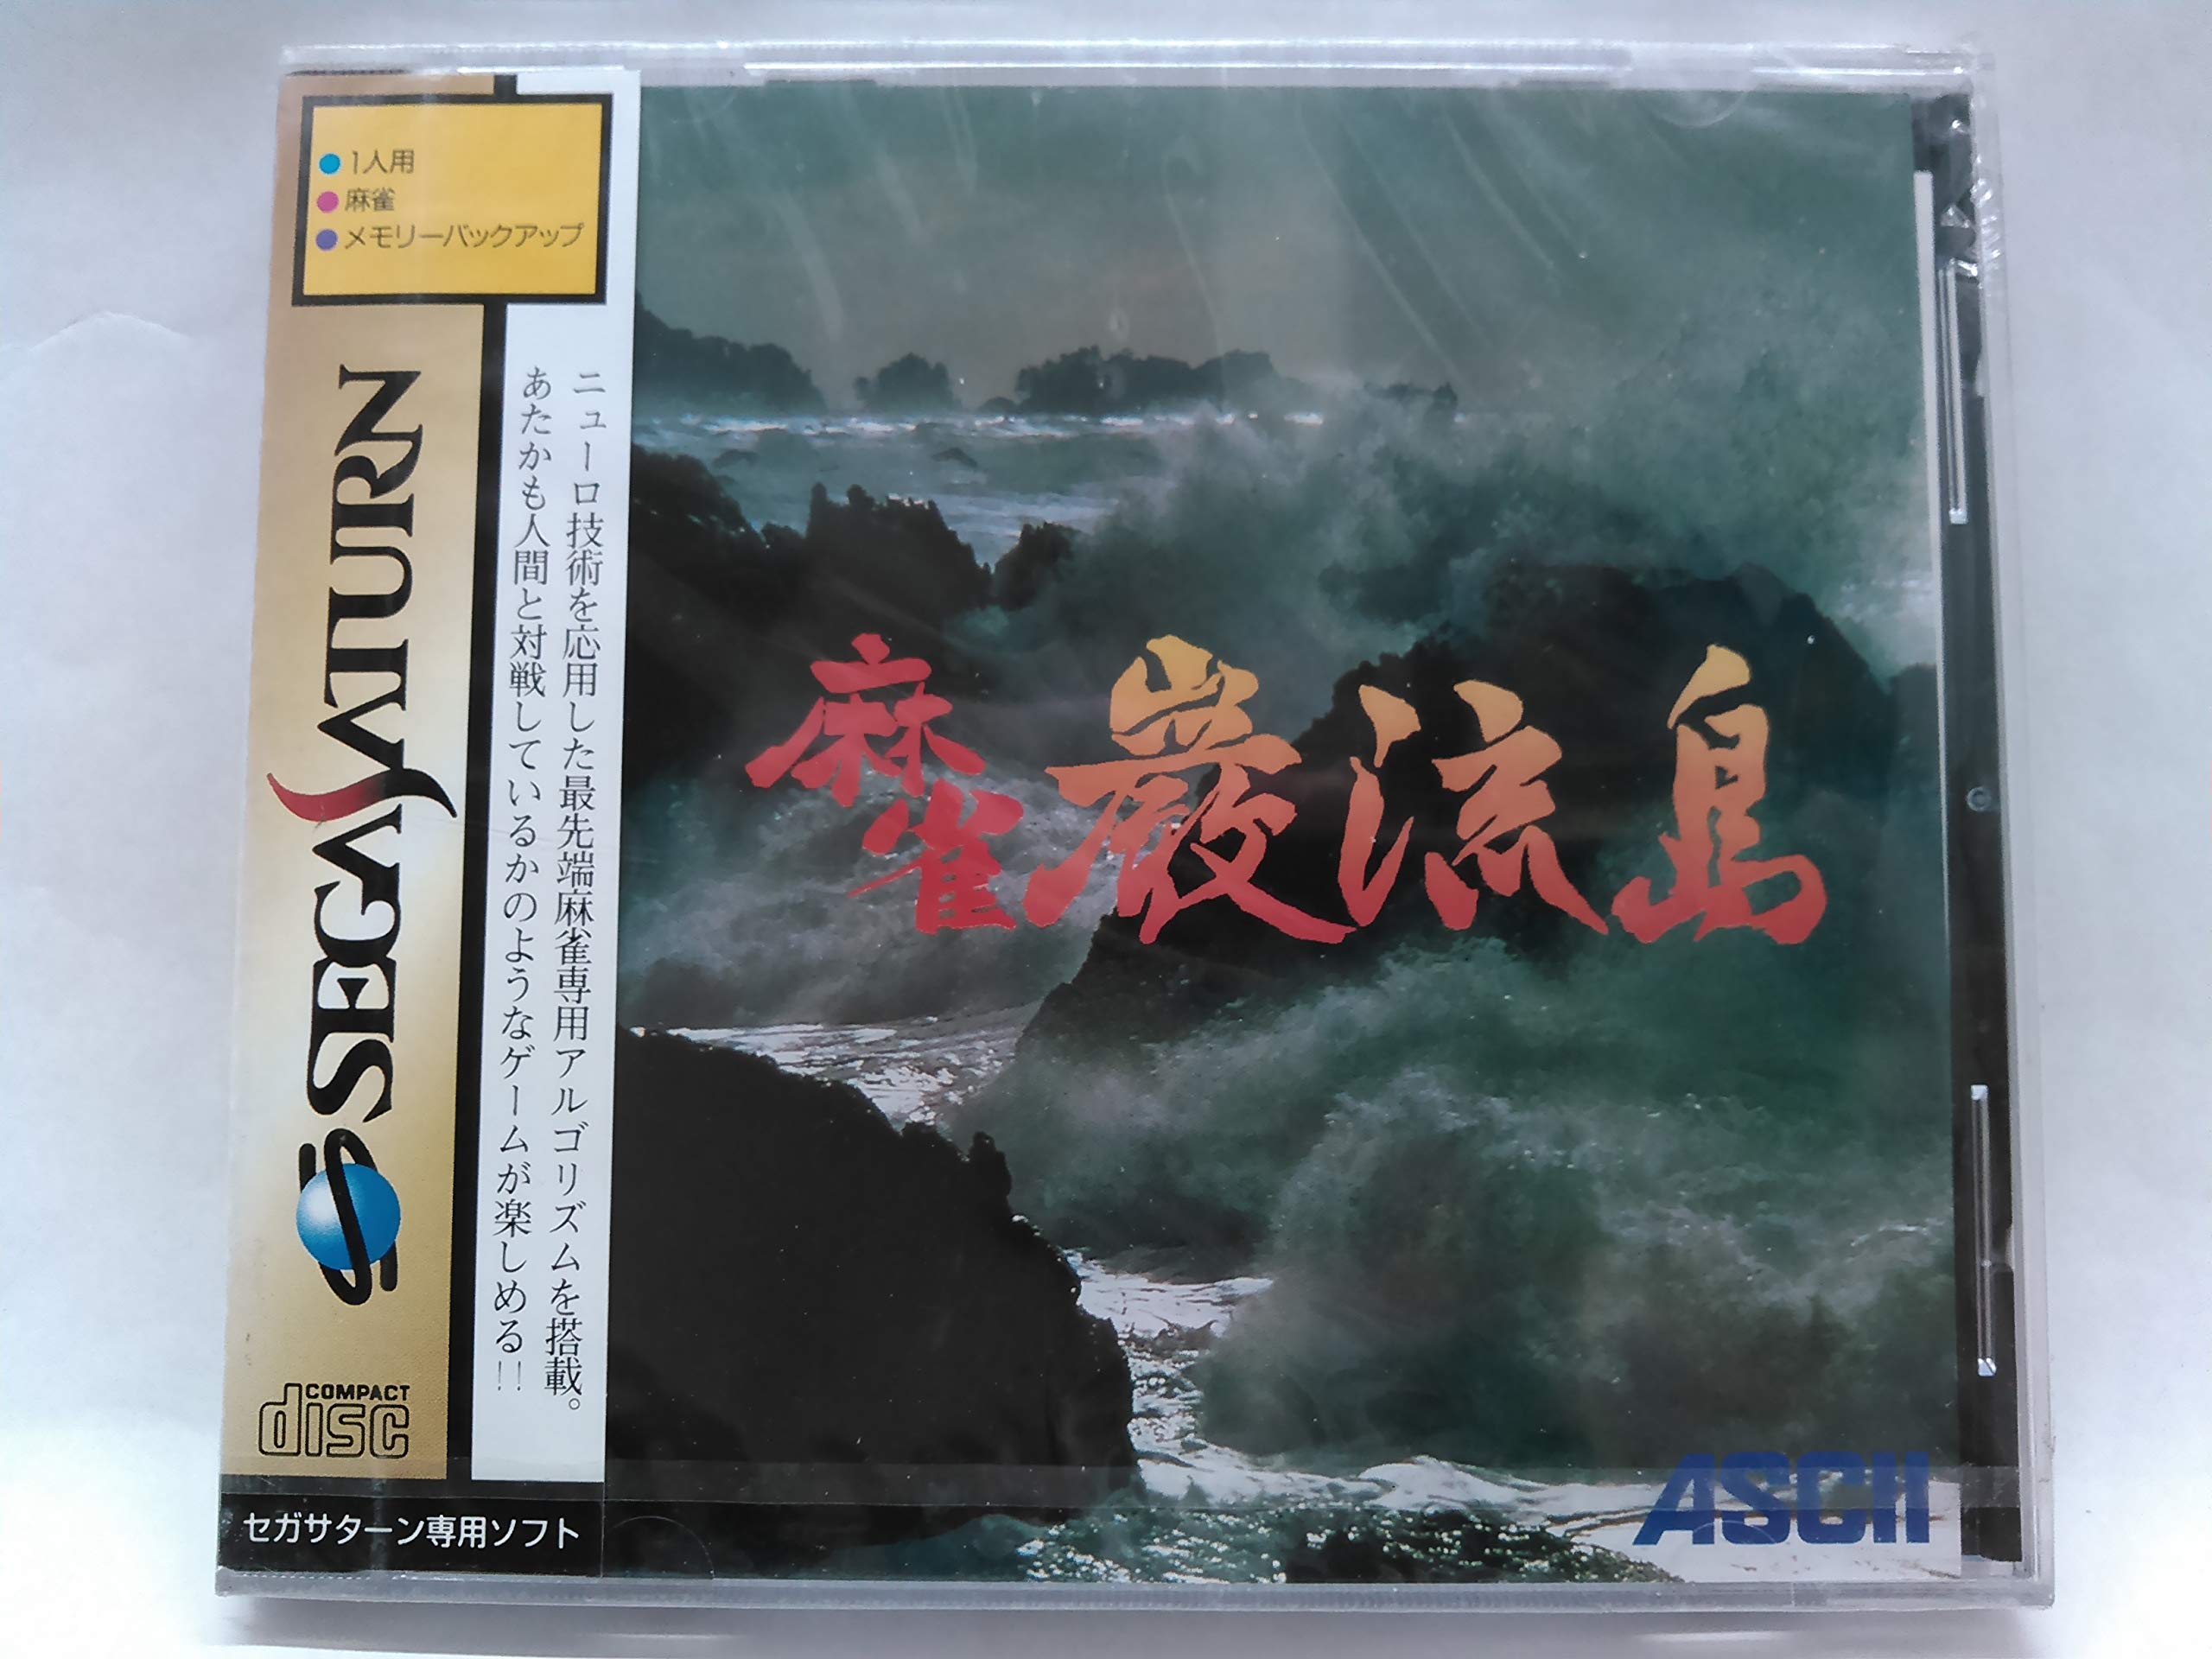 1人用
麻雀
メモリーバックアップ
SEGA SATURN
ニューロ技術を応用した最先端麻雀専用アルゴリズムを搭載。
あたかも人間と対戦しているかのようなゲームが楽しめる!!
COMPACT
disc
セガサターン専用ソフト
麻雀
巌流島
ASCII